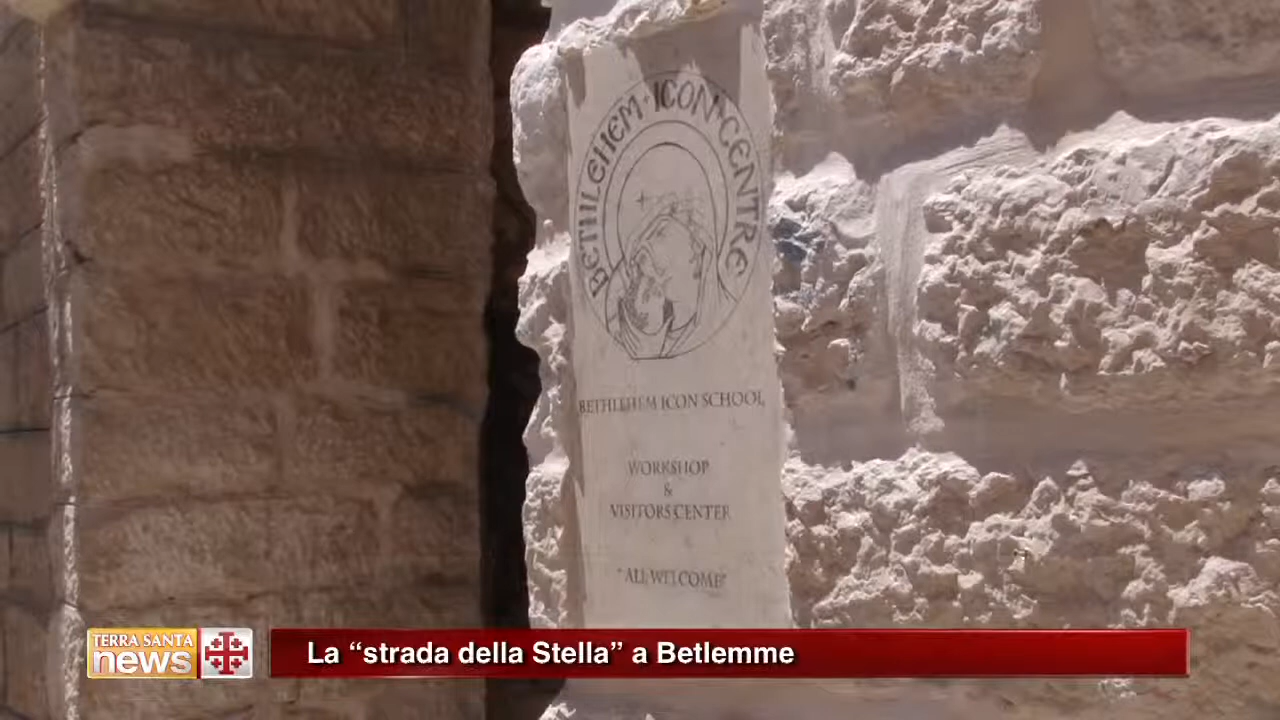 BETHLEHEM · ICON · CENTRE
BETHLEHEM ICON SCHOOL
WORKSHOP
&
VISITORS CENTER
"ALL WELCOME"
TERRA SANTA
news
La “strada della Stella” a Betlemme